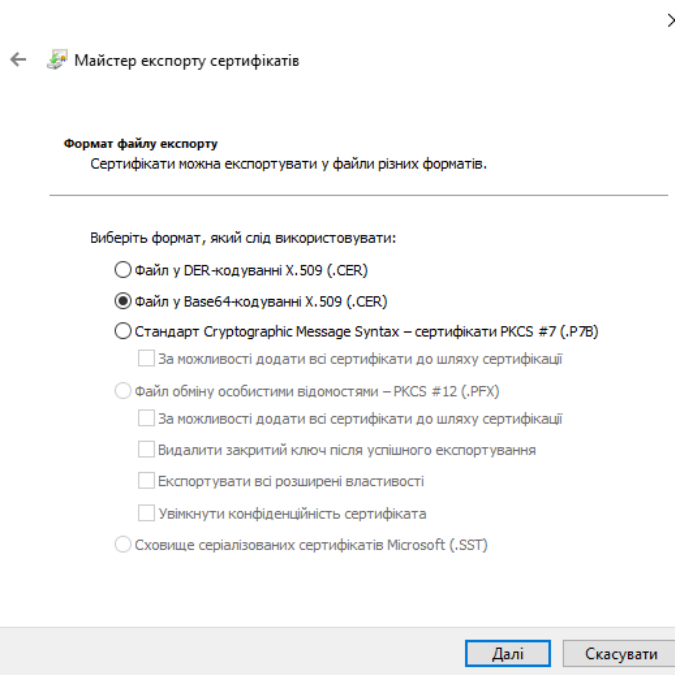 Майстер експорту сертифікатів
Формат файлу експорту
Сертифікати можна експортувати у файли різних форматів.
Виберіть формат, який слід використовувати:
Файл у DER-кодуванні X.509 (.CER)
Файл у Base64-кодуванні X.509 (.CER)
Стандарт Cryptographic Message Syntax – сертифікати PKCS #7 (.P7B)
За можливості додати всі сертифікати до шляху сертифікації
Файл обміну особистими відомостями – PKCS #12 (.PFX)
За можливості додати всі сертифікати до шляху сертифікації
Видалити закритий ключ після успішного експортування
Експортувати всі розширені властивості
Увімкнути конфіденційність сертифіката
Сховище серіалізованих сертифікатів Microsoft (.SST)
Далі
Скасувати